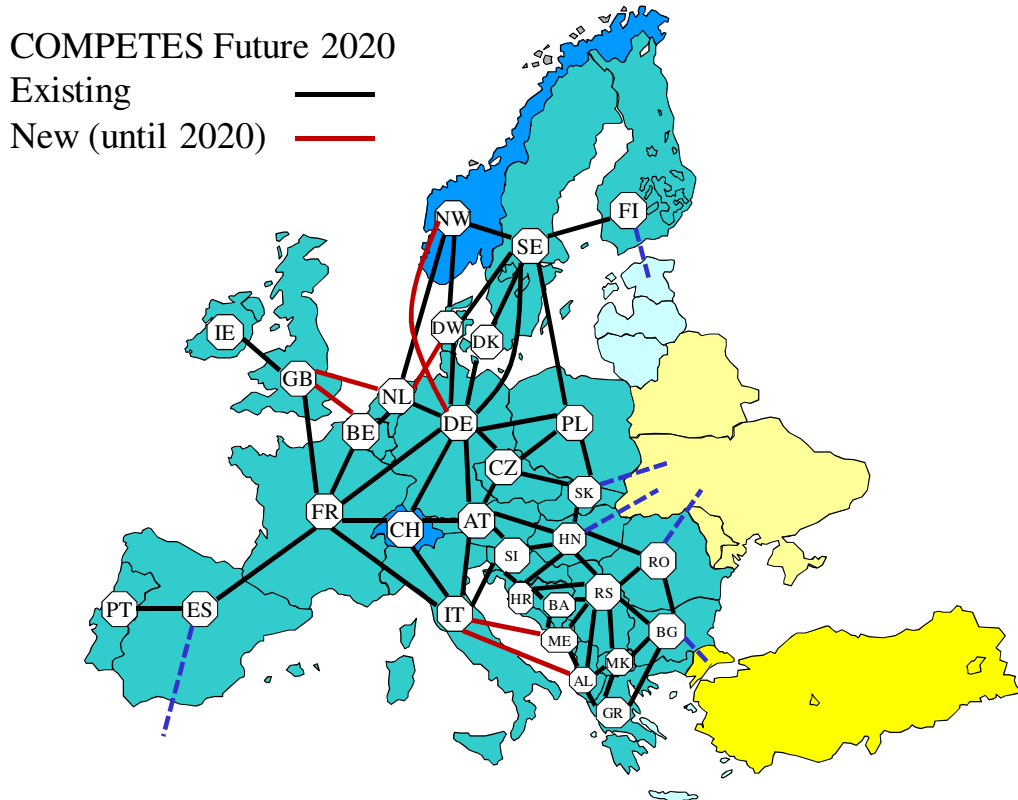 COMPETES Future 2020
Existing
New (until 2020)
NW
FI
SE
IE
DW
DK
GB
NL
BE
DE
PL
CZ
SK
FR
CH
AT
HN
SI
RO
PT
ES
IT
HR
BA
RS
ME
BG
MK
AL
GR